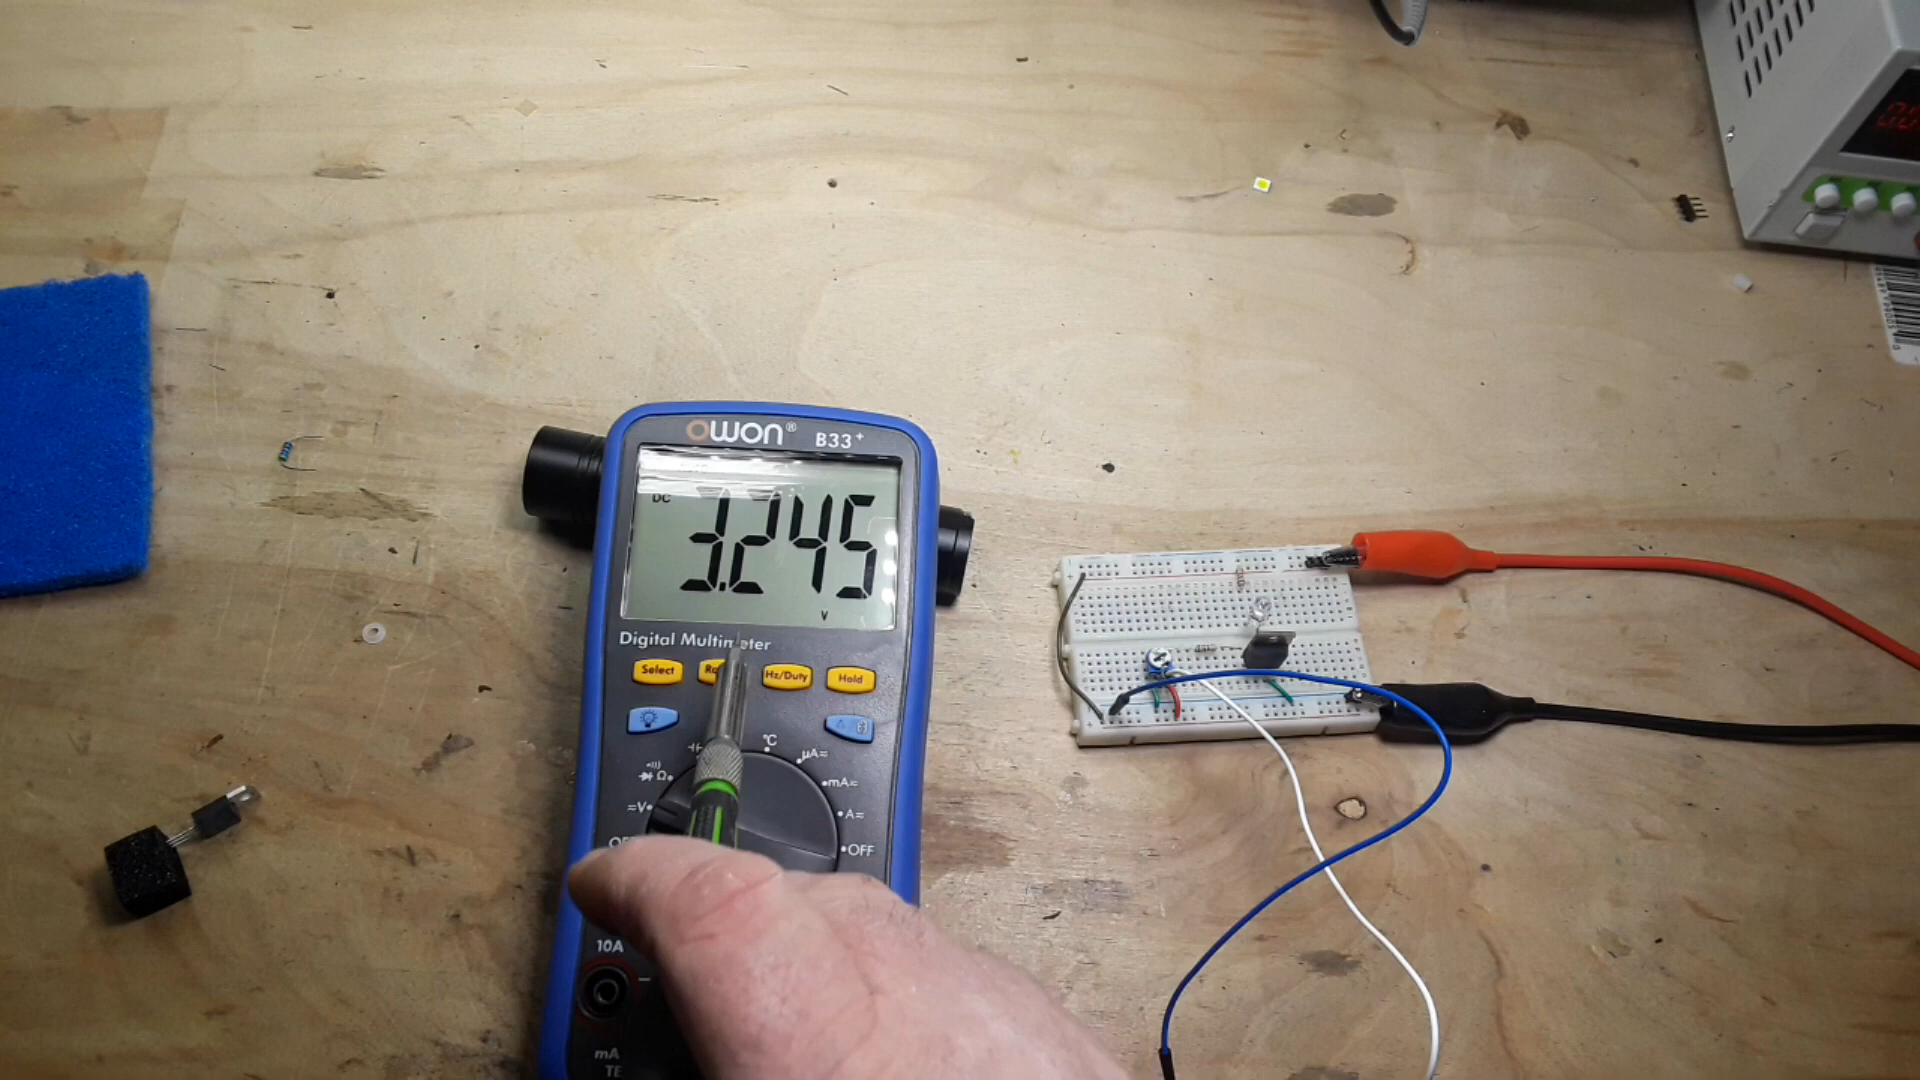 OWON® B33+
DC
3.245
V
Digital Multimeter
Select
Hz/Duty
Hold
°C
µA≂
Ω
mA≂
≂V
A≂
OFF
10A
mA